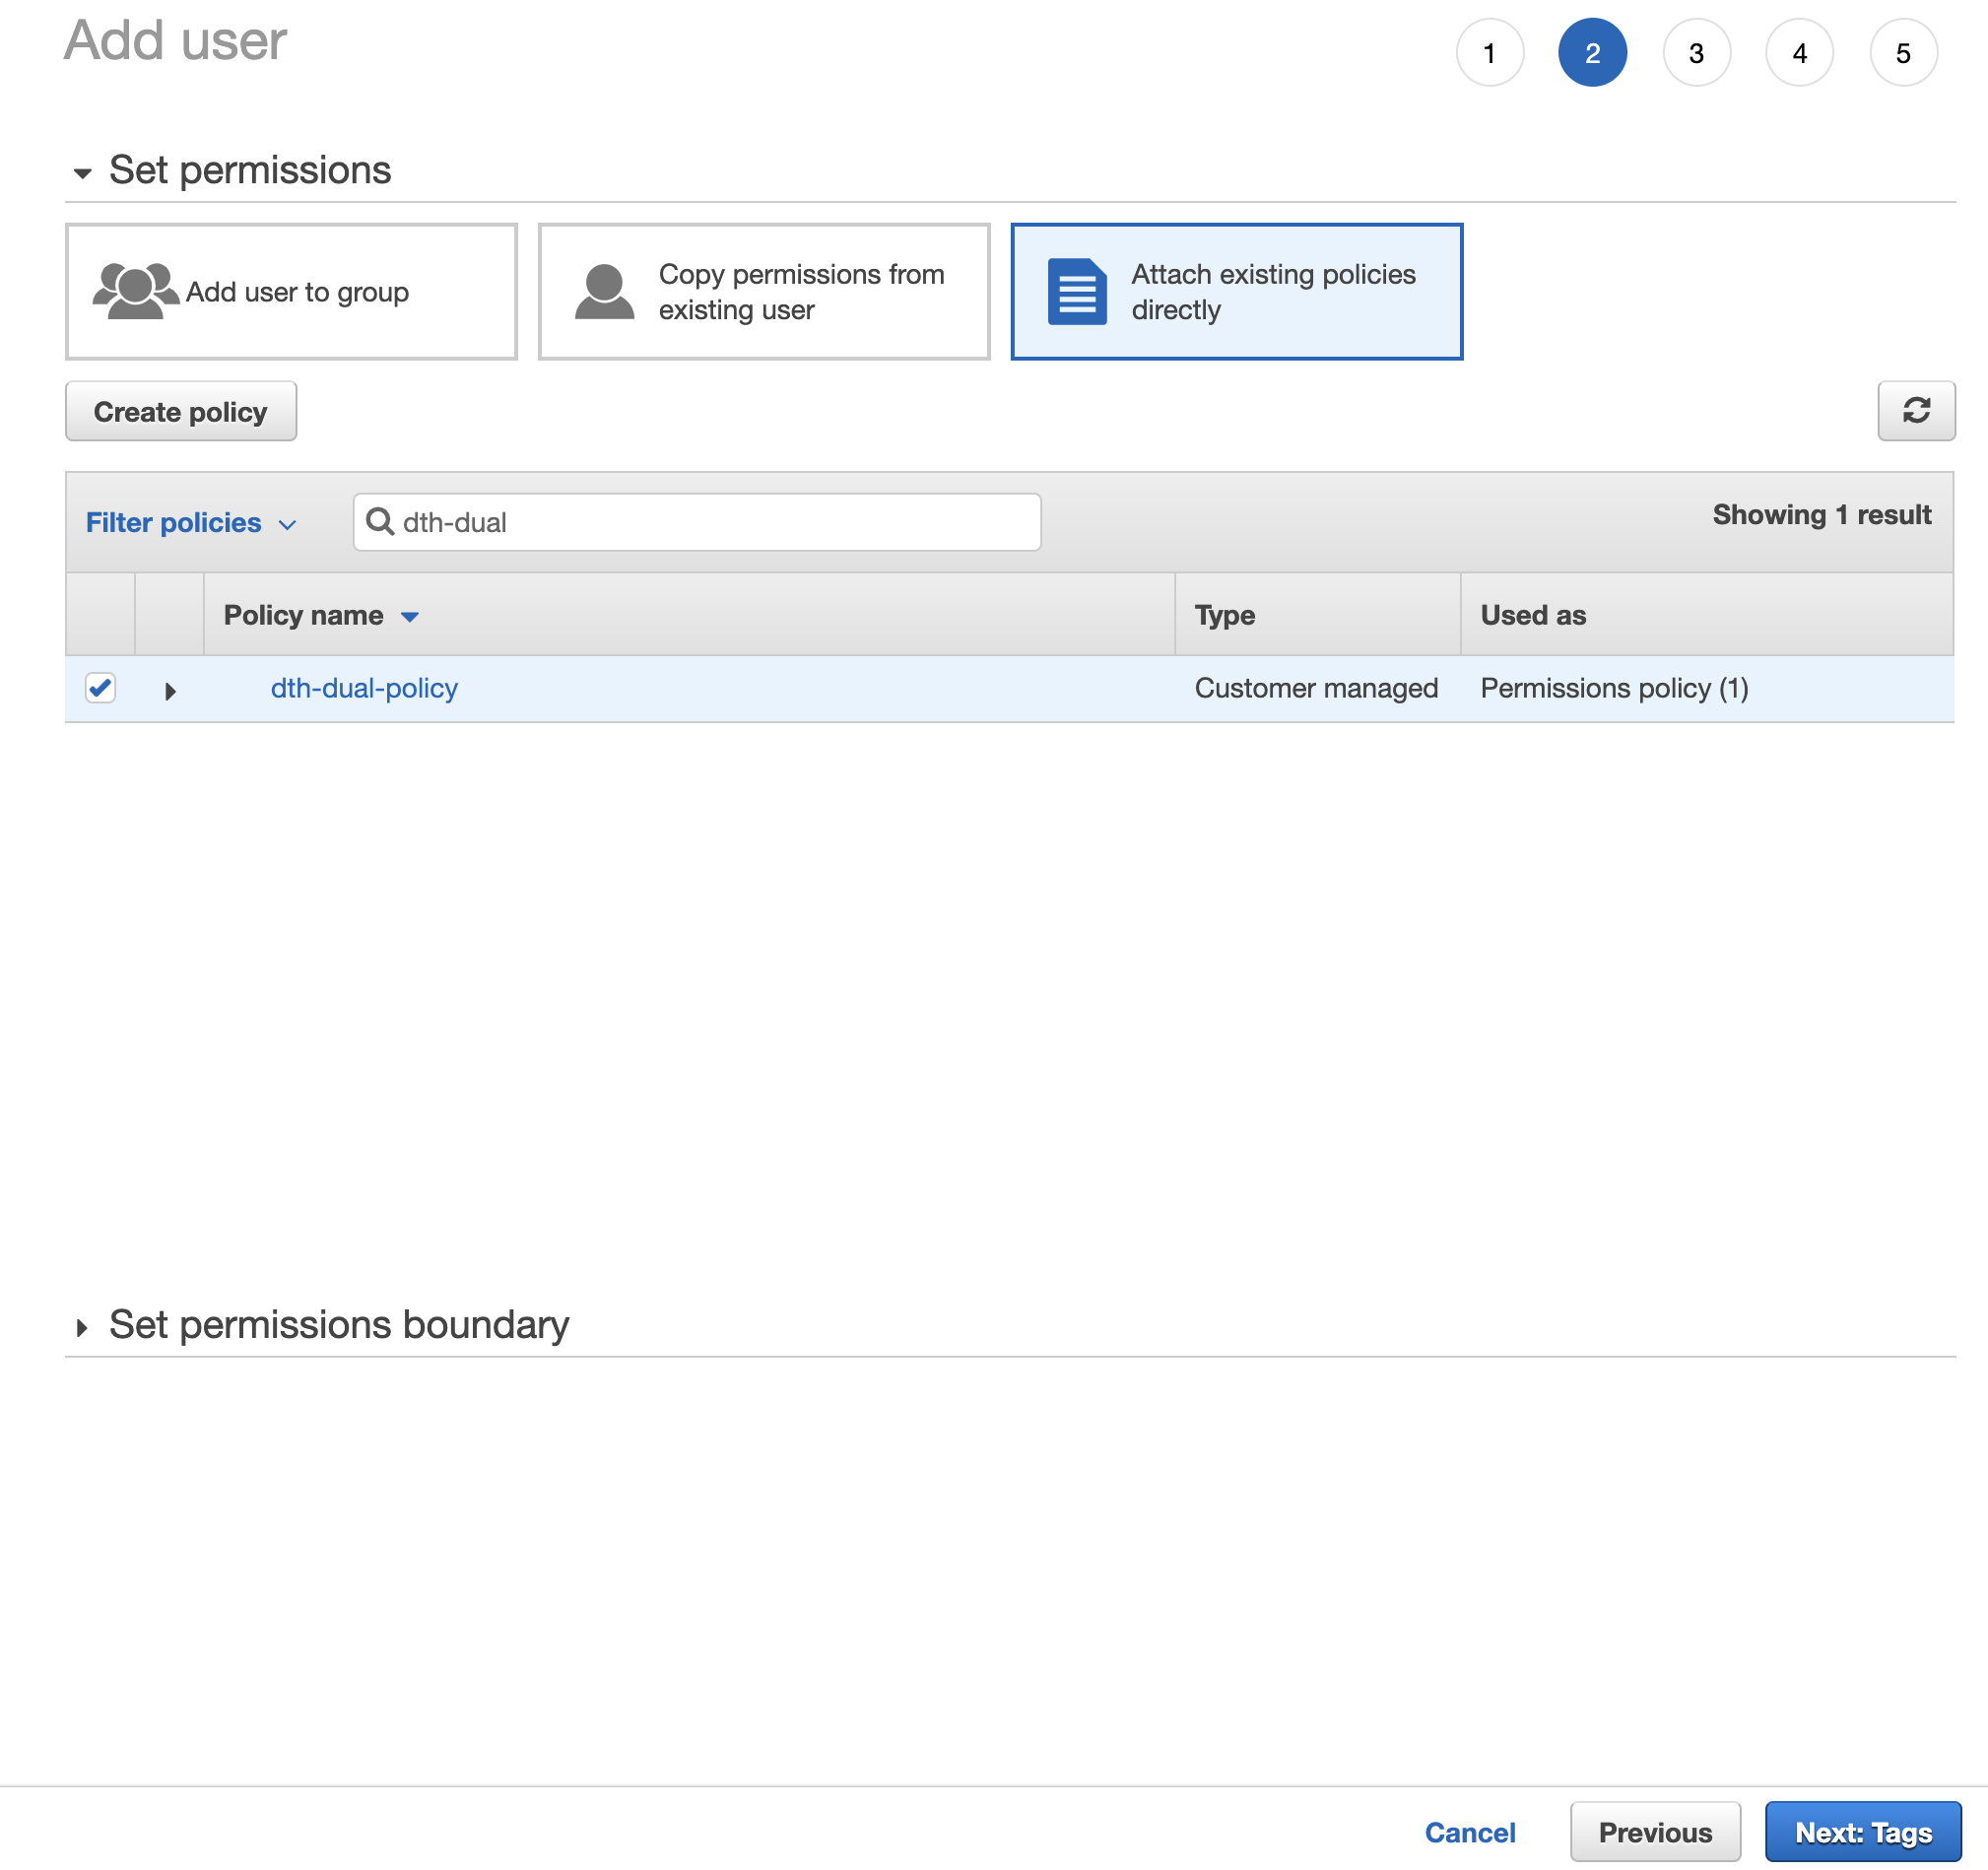 Add user
1 2 3 4 5
Set permissions
Add user to group
Copy permissions from
existing user
Attach existing policies
directly
Create policy
Filter policies
dth-dual
Showing 1 result
Policy name Type Used as
dth-dual-policy Customer managed Permissions policy (1)
Set permissions boundary
Cancel Previous Next: Tags